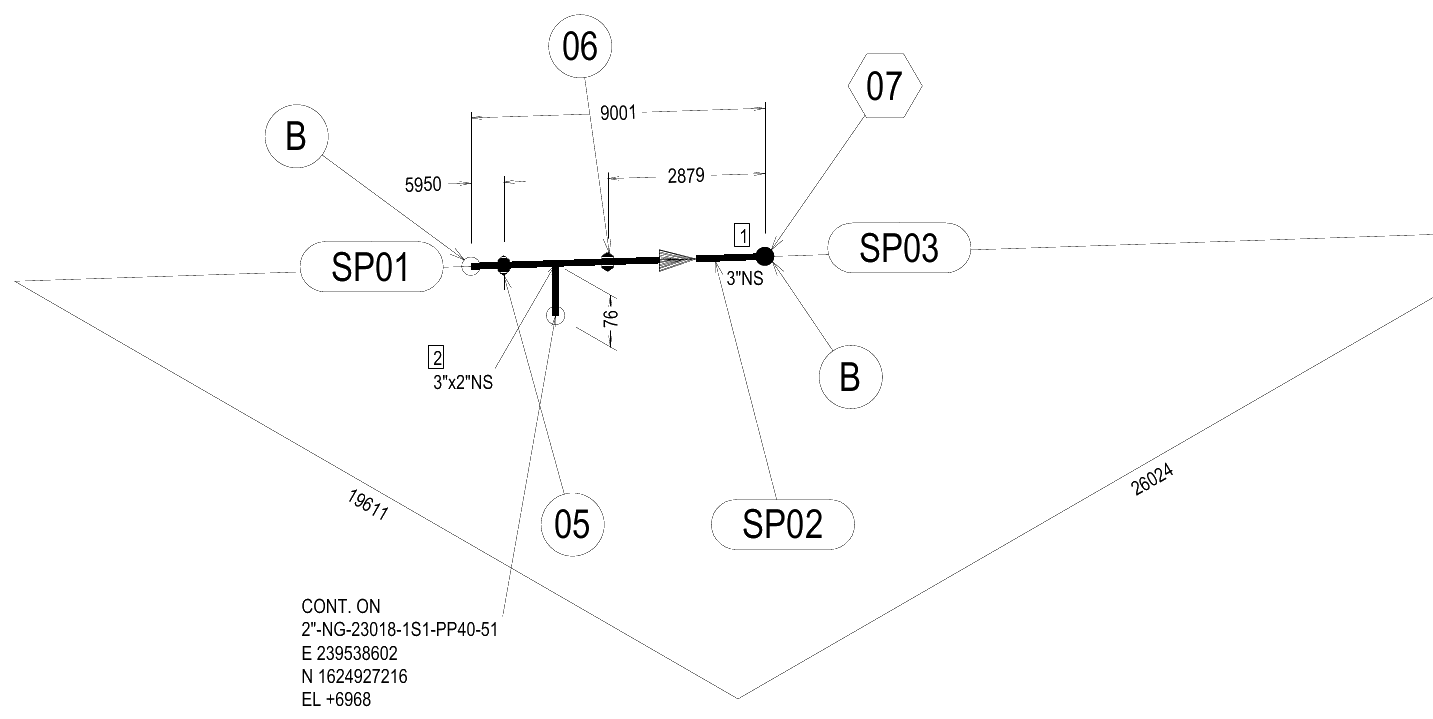 06
07
9001
B
5950
2879
1
SP03
SP01
3"NS
76
2
3"x2"NS
B
26024
19611
05
SP02
CONT. ON
2"-NG-23018-1S1-PP40-51
E 239538602
N 1624927216
EL +6968